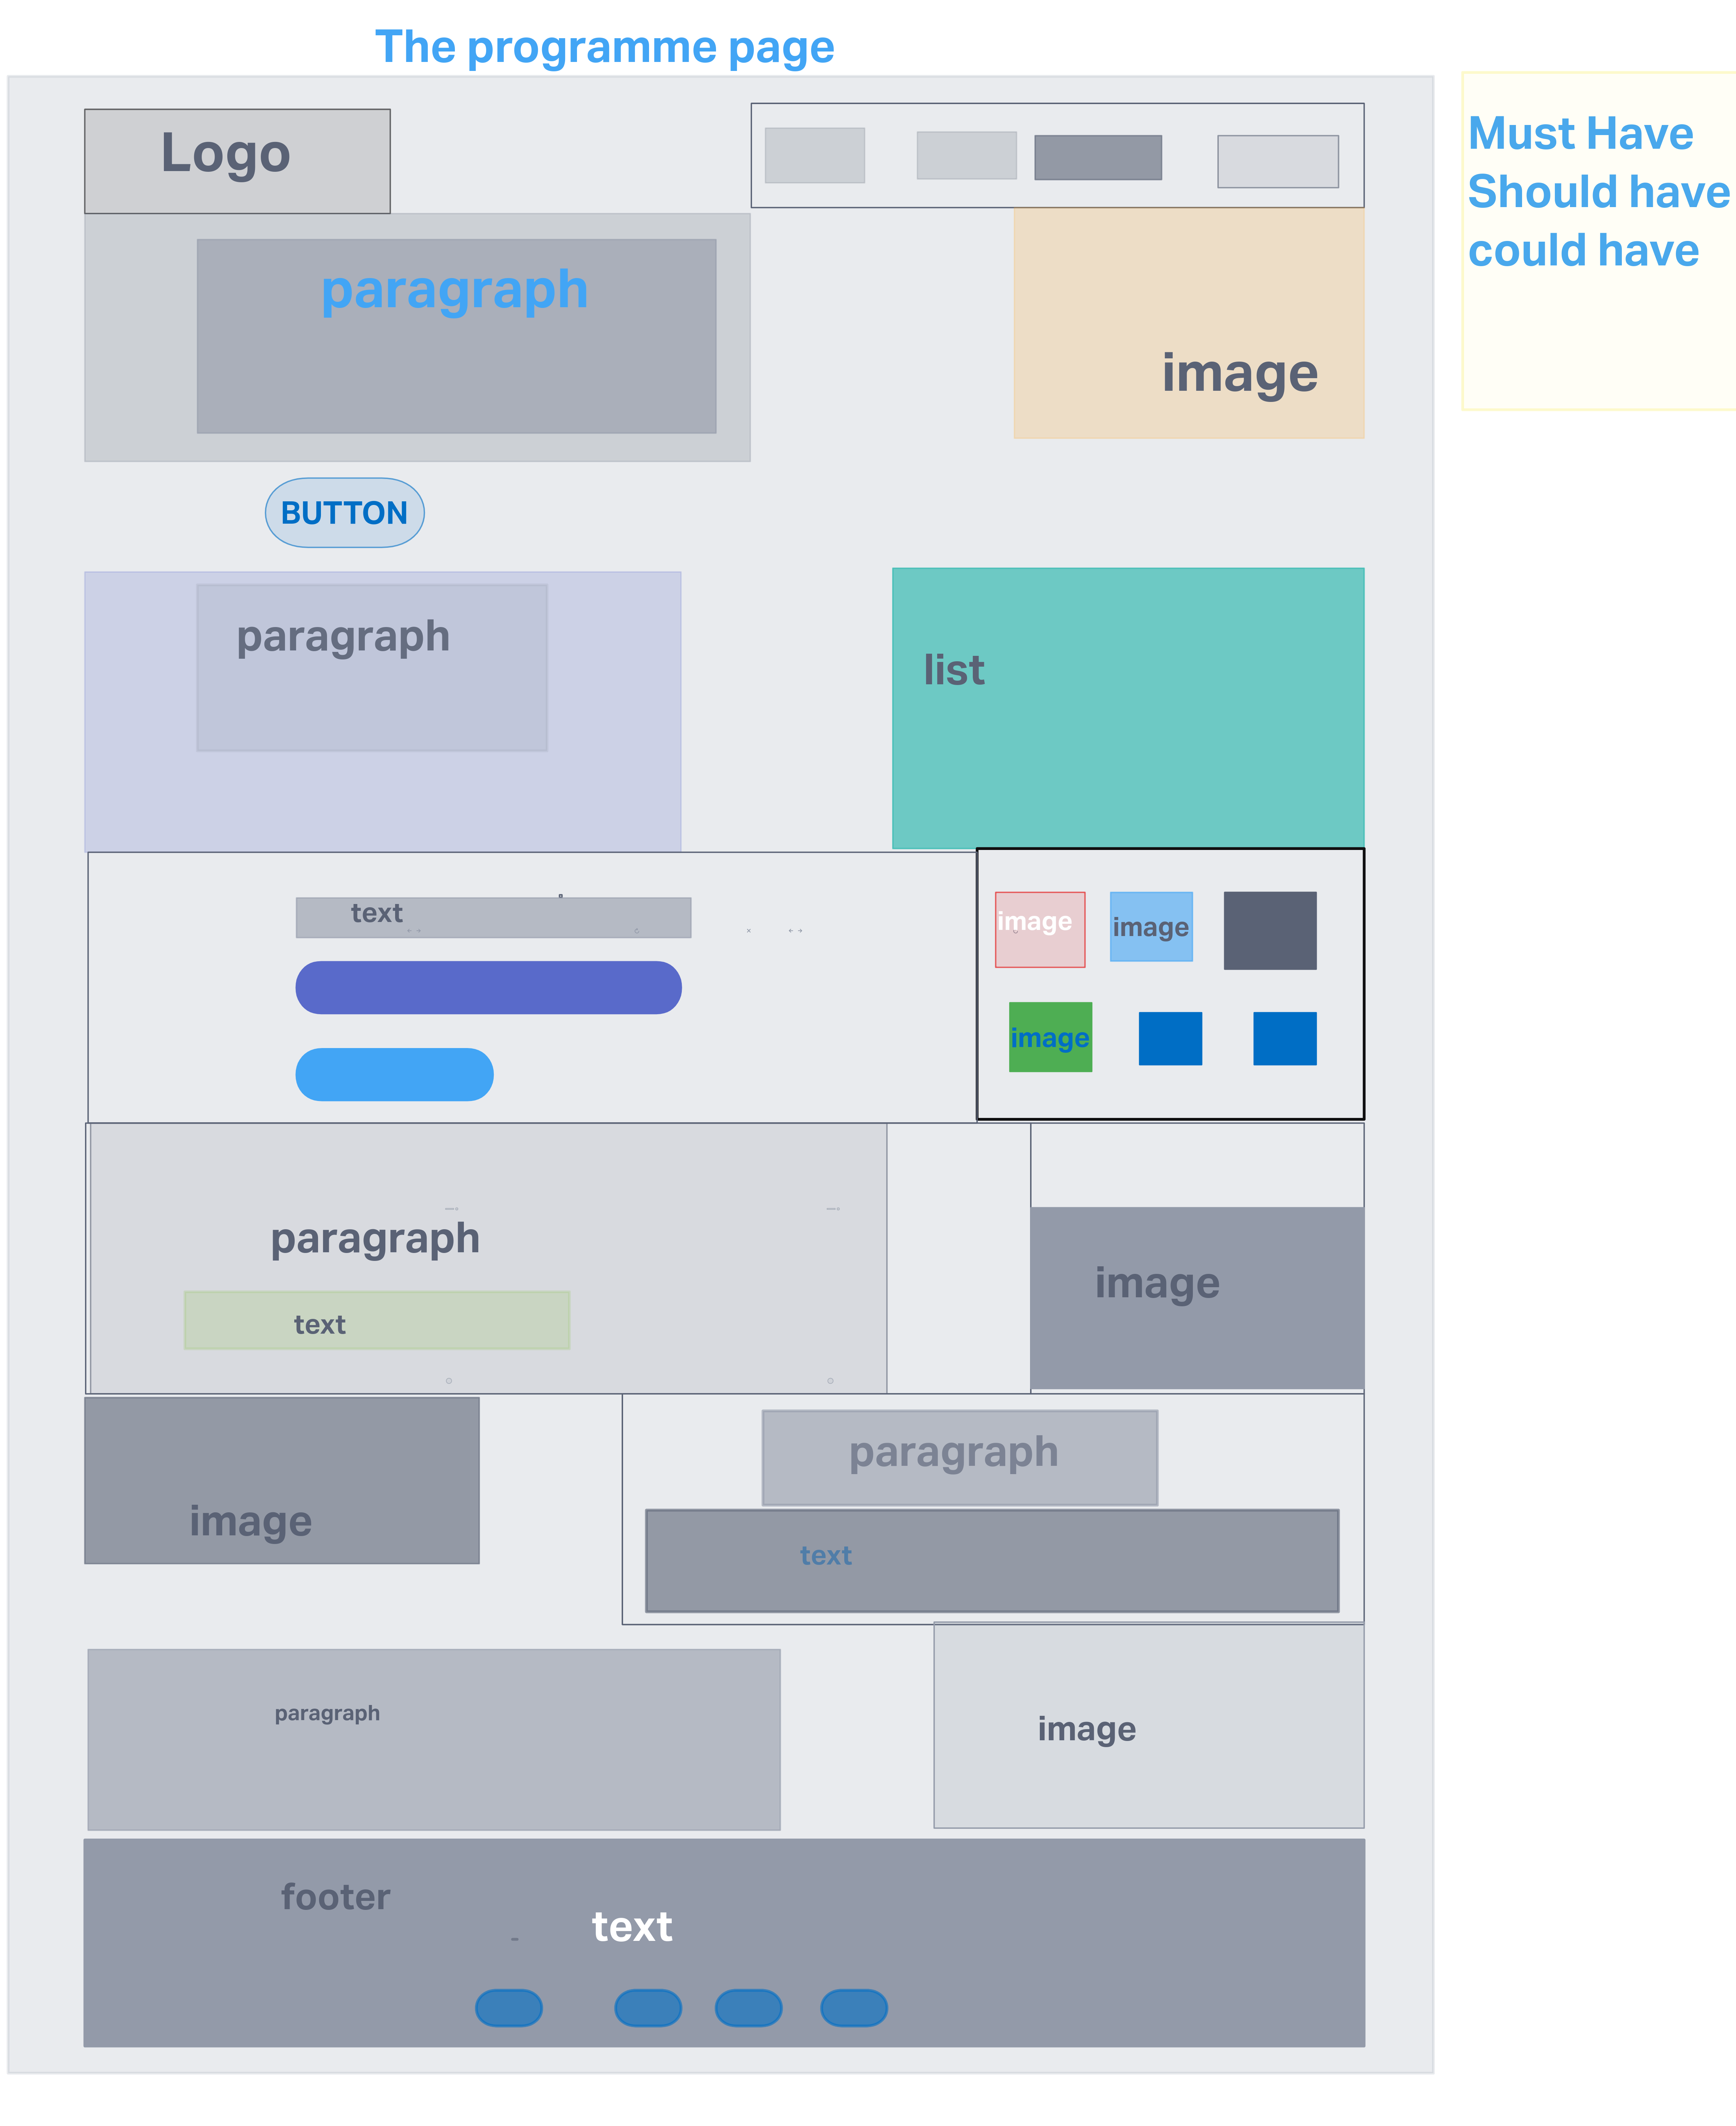 The programme page
Logo
Must Have
Should have
could have
paragraph
image
BUTTON
paragraph
list
text
image
image
image
paragraph
text
image
image
paragraph
text
paragraph
image
footer
text